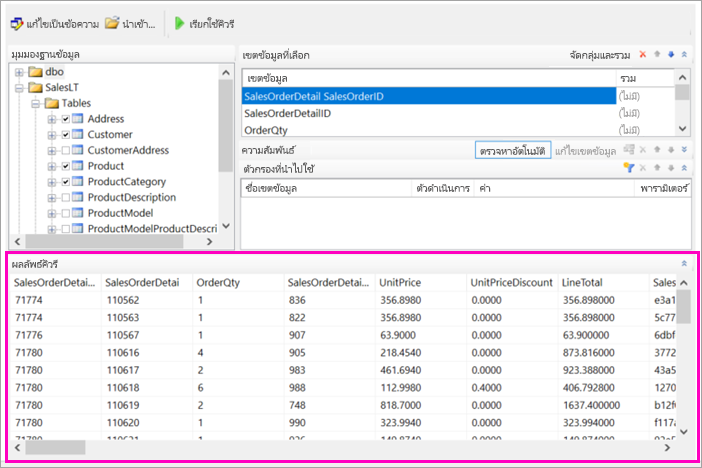 แก้ไขเป็นข้อความ นำเข้า... เรียกใช้คิวรี
มุมมองฐานข้อมูล
dbo
SalesLT
Tables
Address
Customer
CustomerAddress
Product
ProductCategory
ProductDescription
ProductModel
ProductModelProductDescri
เขตข้อมูลที่เลือก จัดกลุ่มและรวม
เขตข้อมูล รวม
SalesOrderDetail SalesOrderID (ไม่มี)
SalesOrderDetailID (ไม่มี)
OrderQty (ไม่มี)
ความสัมพันธ์ ตรวจหาอัตโนมัติ แก้ไขเขตข้อมูล
ตัวกรองที่นำไปใช้
ชื่อเขตข้อมูล ตัวดำเนินการ ค่า พารามิเตอร์
ผลลัพธ์คิวรี
SalesOrderDetai... SalesOrderDetai OrderQty SalesOrderDetai... UnitPrice UnitPriceDiscount LineTotal Sales
71774 110562 1 836 356.8980 0.0000 356.898000 e3a1
71774 110563 1 822 356.8980 0.0000 356.898000 5c77
71776 110567 1 907 63.9000 0.0000 63.900000 6dbf
71780 110616 4 905 218.4540 0.0000 873.816000 3772
71780 110617 2 983 461.6940 0.0000 923.388000 43a5
71780 110618 6 988 112.9980 0.4000 406.792800 1270
71780 110619 2 748 818.7000 0.0000 1637.400000 b12f
71780 110620 1 990 323.9940 0.0000 323.994000 f117